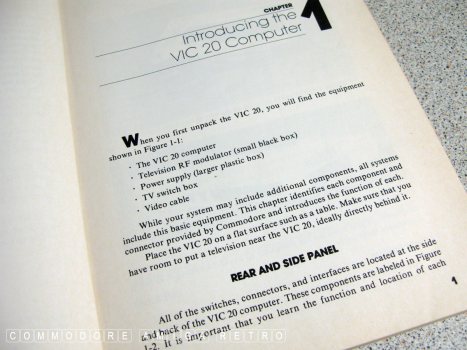 CHAPTER
1
Introducing the
VIC 20 Computer
When you first unpack the VIC 20, you will find the equipment
shown in Figure 1-1:
· The VIC 20 computer
· Television RF modulator (small black box)
· Power supply (larger plastic box)
· TV switch box
· Video cable
While your system may include additional components, all systems
include this basic equipment. This chapter identifies each component and
connector provided by Commodore and introduces the function of each.
Place the VIC 20 on a flat surface such as a table. Make sure that you
have room to put a television near the VIC 20, ideally directly behind it.
REAR AND SIDE PANEL
All of the switches, connectors, and interfaces are located at the side
and back of the VIC 20 computer. These components are labeled in Figure
1-2. It is important that you learn the function and location of each
1
COMMODORE RETRO